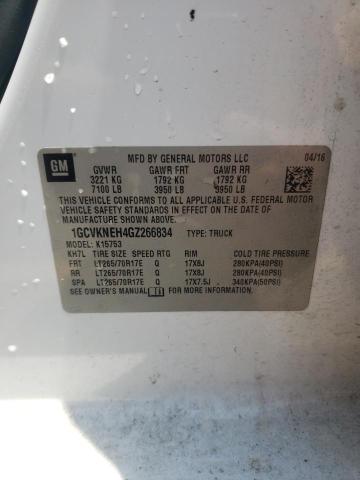 GM
MFD BY GENERAL MOTORS LLC 04/16
GVWR GAWR FRT GAWR RR
3221 KG 1792 KG 1792 KG
7100 LB 3950 LB 3950 LB
THIS VEHICLE CONFORMS TO ALL APPLICABLE U.S. FEDERAL MOTOR
VEHICLE SAFETY AND BUMPER STANDARDS IN EFFECT ON THE DATE OF
MANUFACTURE SHOWN ABOVE.
1GCVKNEH4GZ266834 TYPE: TRUCK
MODEL: K15753
KH7L TIRE SIZE SPEED RTG RIM COLD TIRE PRESSURE
FRT LT265/70R17E Q 17X8J 280KPA(40PSI)
RR LT265/70R17E Q 17X8J 280KPA(40PSI)
SPA LT265/70R17E Q 17X7.5J 340KPA(50PSI)
SEE OWNER'S MANUAL FOR ADDITIONAL INFORMATION.